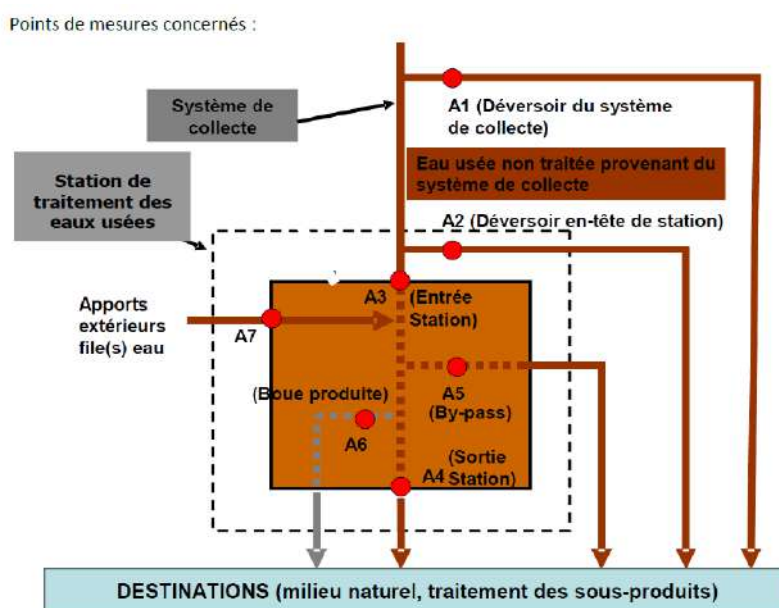 Points de mesures concernés :
Système de
collecte
A1 (Déversoir du système
de collecte)
Station de
traitement des
eaux usées
Eau usée non traitée provenant du
système de collecte
A2 (Déversoir en-tête de station)
Apports
extérieurs
file(s) eau
A7
A3
(Entrée
Station)
(Boue produite)
A6
A5
(By-pass)
A4
(Sortie
Station)
DESTINATIONS (milieu naturel, traitement des sous-produits)